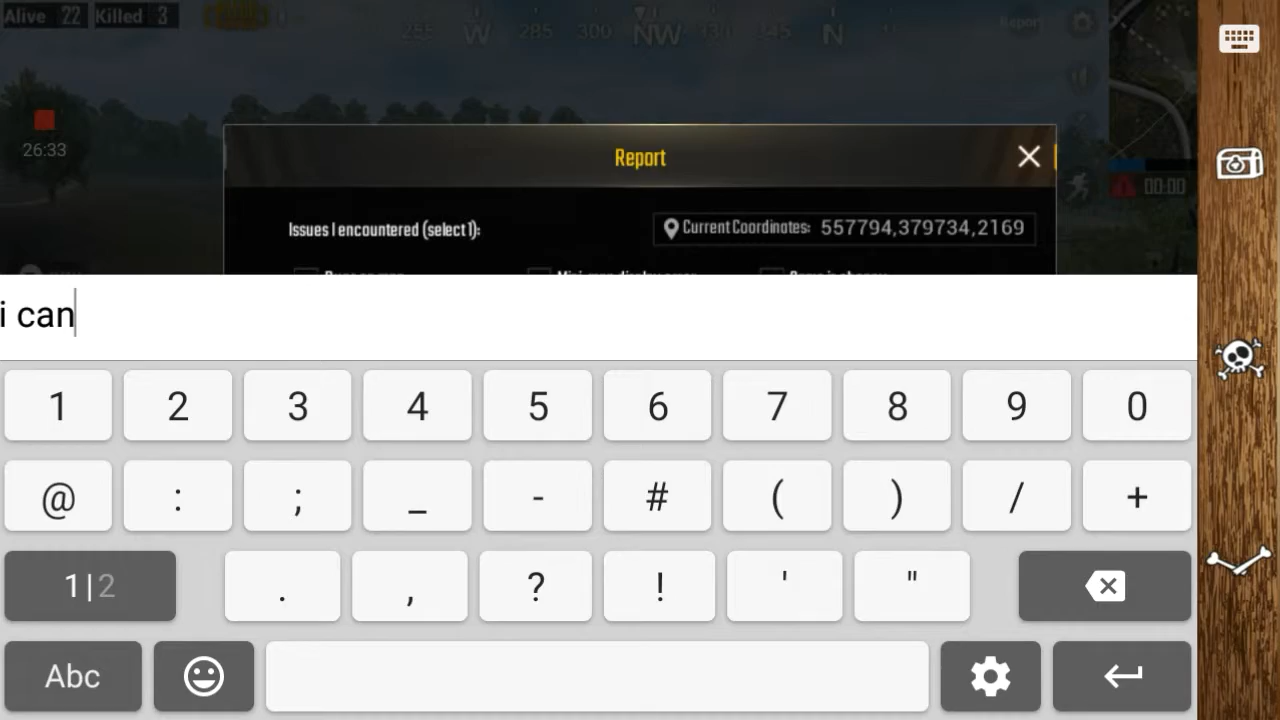 Alive 22 Killed 3
255 W 285 300 NW 330 345 N
Report
26:33
Report
00:00
Issues I encountered (select 1):
Current Coordinates: 557794,379734,2169
i can
1 2 3 4 5 6 7 8 9 0
@ : ; _ - # ( ) / +
1|2 . , ? ! ' "
Abc